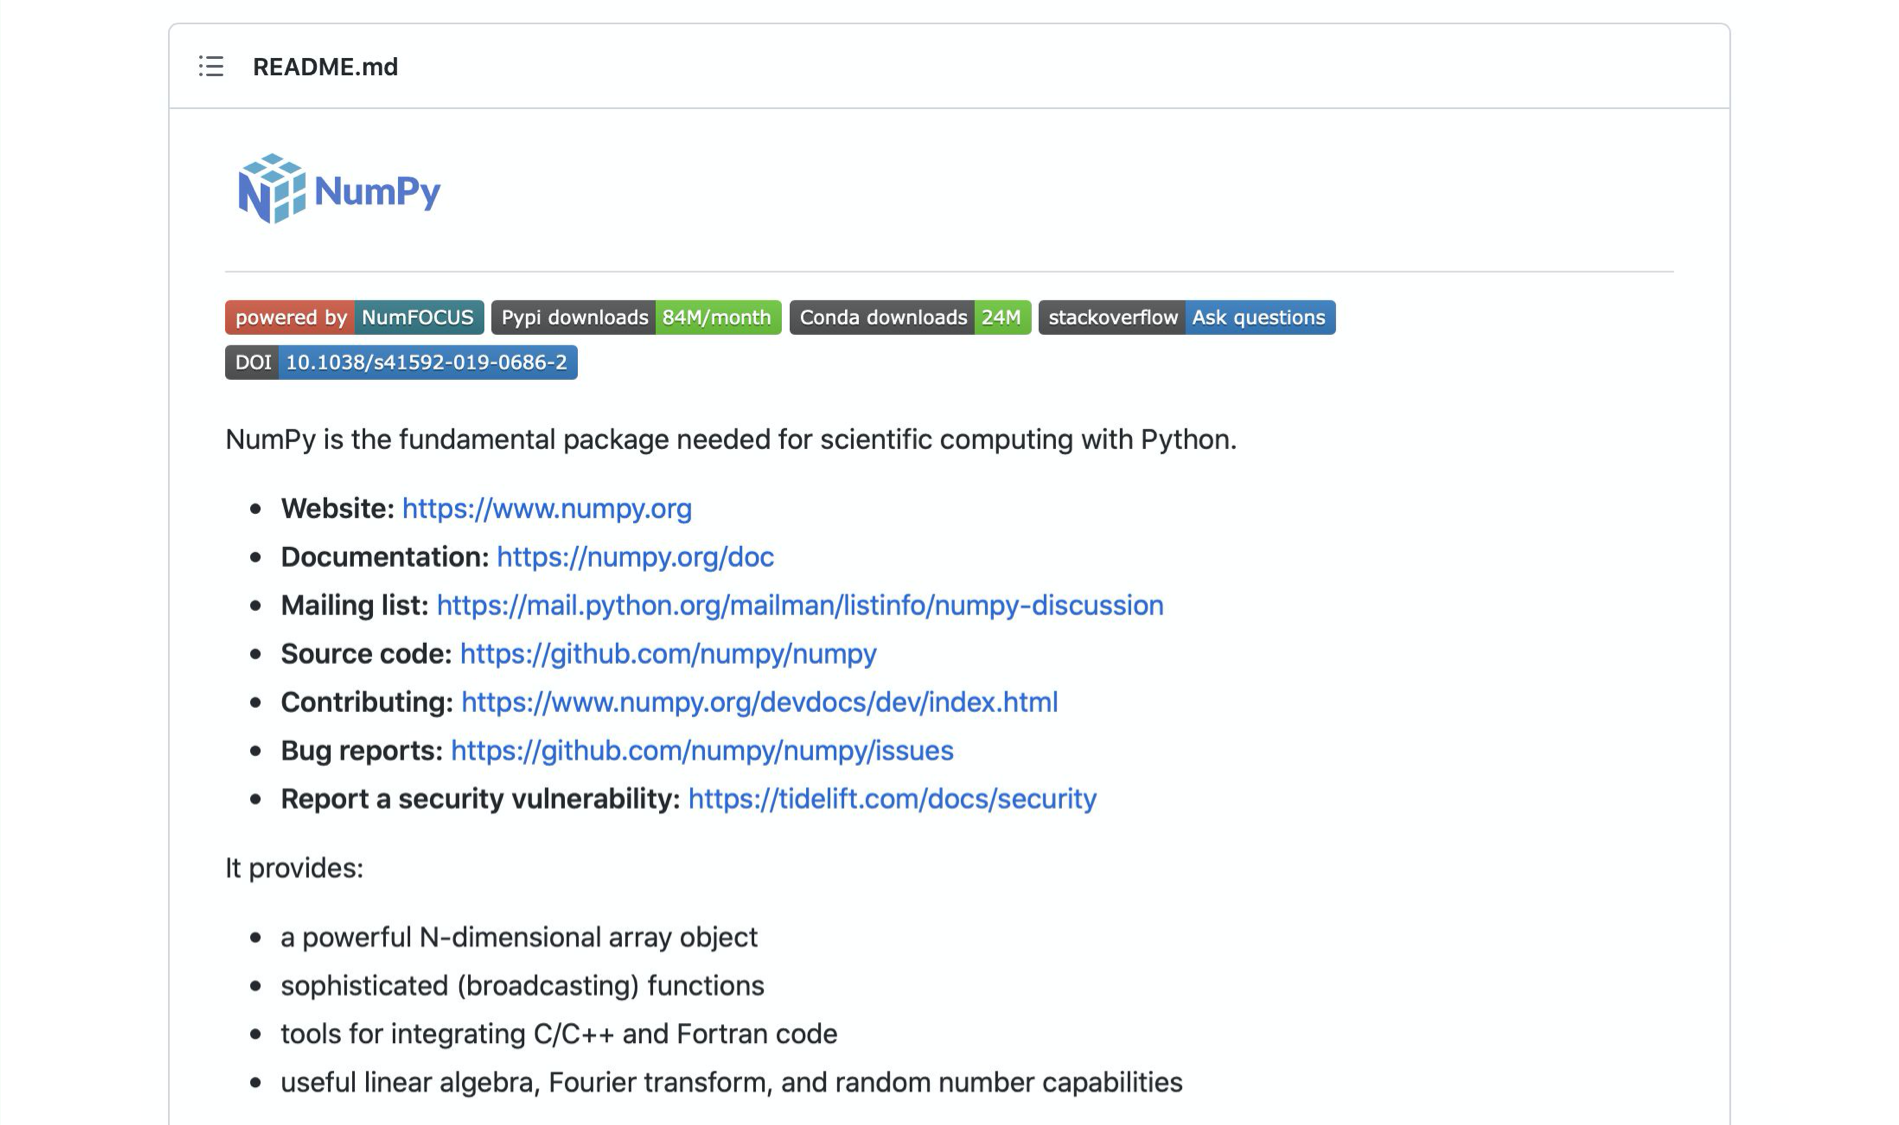 README.md
NumPy
powered by NumFOCUS Pypi downloads 84M/month Conda downloads 24M stackoverflow Ask questions
DOI 10.1038/s41592-019-0686-2
NumPy is the fundamental package needed for scientific computing with Python.
• Website: https://www.numpy.org
• Documentation: https://numpy.org/doc
• Mailing list: https://mail.python.org/mailman/listinfo/numpy-discussion
• Source code: https://github.com/numpy/numpy
• Contributing: https://www.numpy.org/devdocs/dev/index.html
• Bug reports: https://github.com/numpy/numpy/issues
• Report a security vulnerability: https://tidelift.com/docs/security
It provides:
• a powerful N-dimensional array object
• sophisticated (broadcasting) functions
• tools for integrating C/C++ and Fortran code
• useful linear algebra, Fourier transform, and random number capabilities